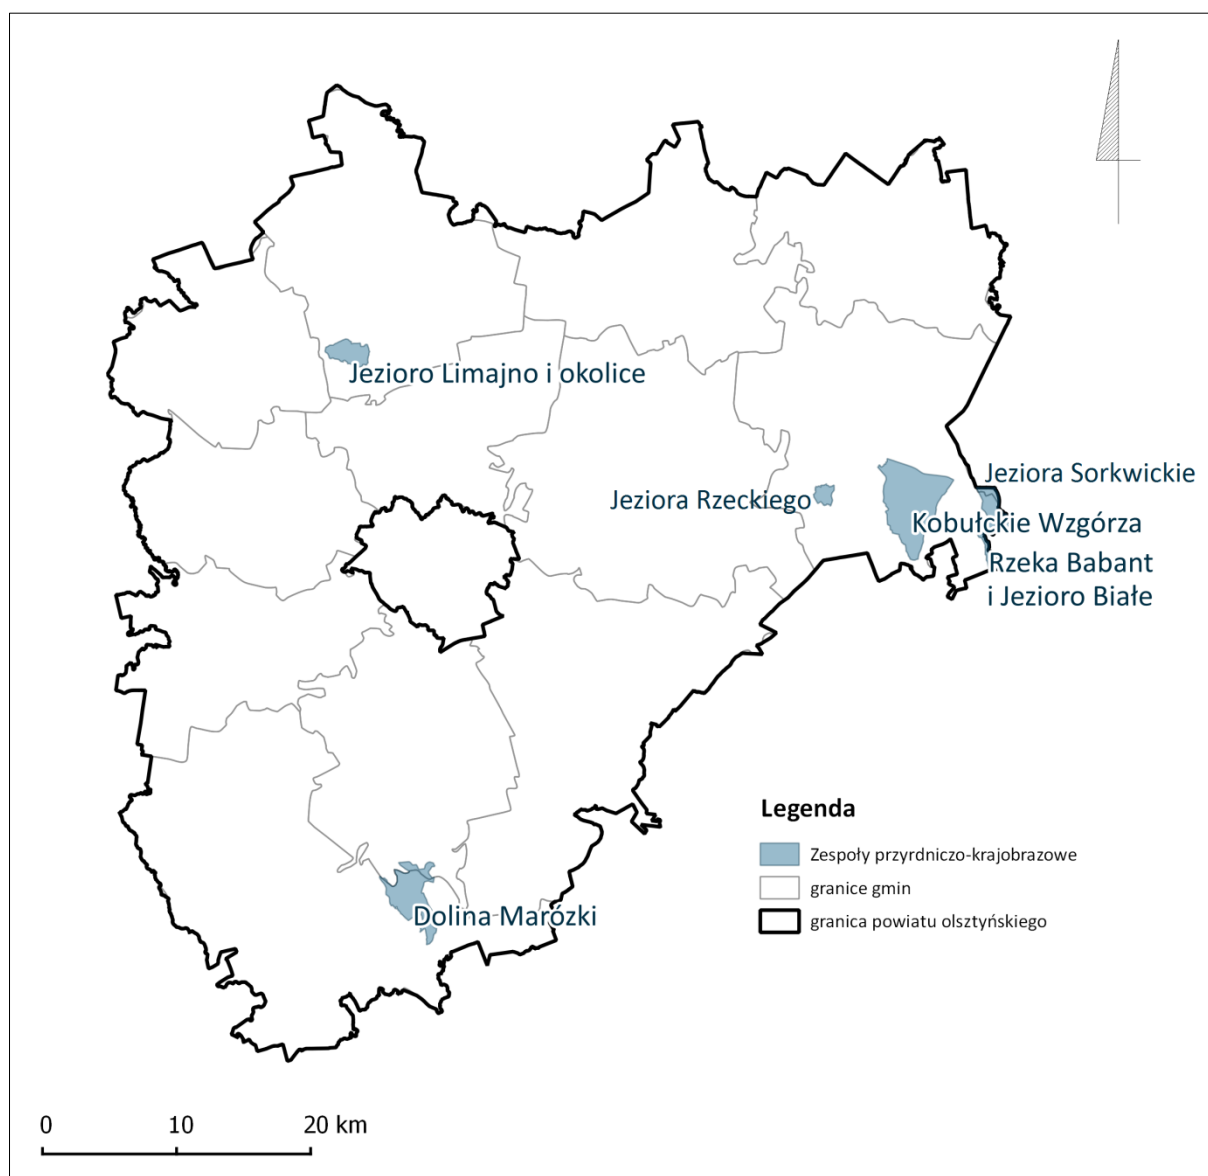 Jezioro Limajno i okolice
Jeziora Sorkwickie
Jeziora Rzeckiego
Kobułckie Wzgórza
Rzeka Babant
i Jezioro Białe
Legenda
Zespoły przyrdniczo-krajobrazowe
granice gmin
granica powiatu olsztyńskiego
Dolina Marózki
0 10 20 km